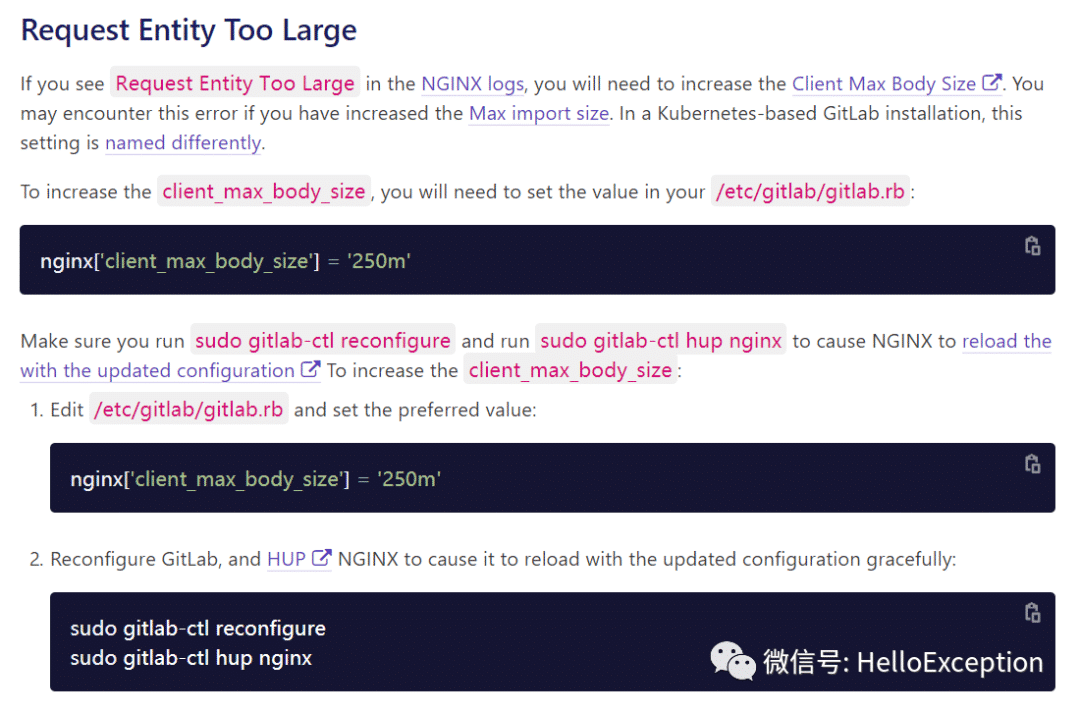 Request Entity Too Large
If you see Request Entity Too Large in the NGINX logs, you will need to increase the Client Max Body Size. You
may encounter this error if you have increased the Max import size. In a Kubernetes-based GitLab installation, this
setting is named differently.
To increase the client_max_body_size, you will need to set the value in your /etc/gitlab/gitlab.rb :
nginx['client_max_body_size'] = '250m'
Make sure you run sudo gitlab-ctl reconfigure and run sudo gitlab-ctl hup nginx to cause NGINX to reload the
with the updated configuration To increase the client_max_body_size:
1. Edit /etc/gitlab/gitlab.rb and set the preferred value:
nginx['client_max_body_size'] = '250m'
2. Reconfigure GitLab, and HUP NGINX to cause it to reload with the updated configuration gracefully:
sudo gitlab-ctl reconfigure
sudo gitlab-ctl hup nginx
微信号: HelloException